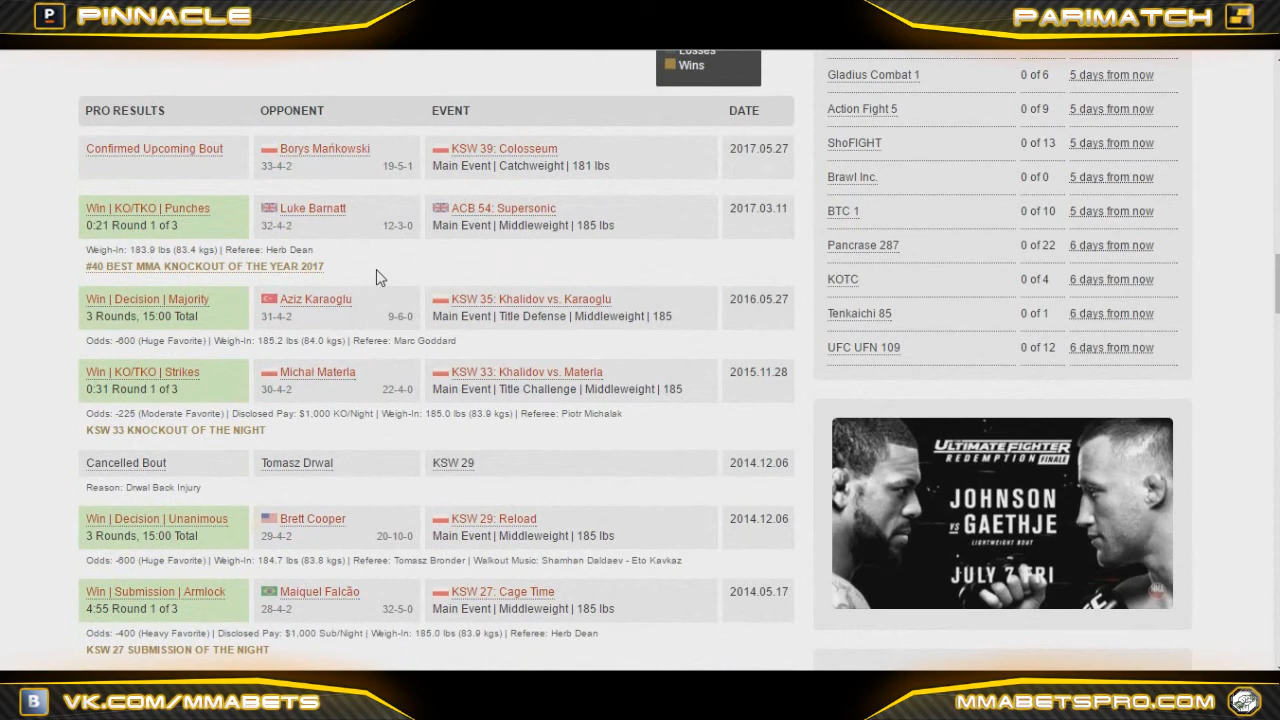 PINNACLE
PARIMATCH
Losses
Wins
PRO RESULTS OPPONENT EVENT DATE
Confirmed Upcoming Bout Borys Mańkowski KSW 39: Colosseum 2017.05.27
33-4-2 19-5-1 Main Event | Catchweight | 181 lbs
Win | KO/TKO | Punches Luke Barnatt ACB 54: Supersonic 2017.03.11
0:21 Round 1 of 3 32-4-2 12-3-0 Main Event | Middleweight | 185 lbs
Weigh-In: 183.9 lbs (83.4 kgs) | Referee: Herb Dean
#40 BEST MMA KNOCKOUT OF THE YEAR 2017
Win | Decision | Majority Aziz Karaoglu KSW 35: Khalidov vs. Karaoglu 2016.05.27
3 Rounds, 15:00 Total 31-4-2 9-6-0 Main Event | Title Defense | Middleweight | 185
Odds: -600 (Huge Favorite) | Weigh-In: 185.2 lbs (84.0 kgs) | Referee: Marc Goddard
Win | KO/TKO | Strikes Michał Materla KSW 33: Khalidov vs. Materla 2015.11.28
0:31 Round 1 of 3 30-4-2 22-4-0 Main Event | Title Challenge | Middleweight | 185
Odds: -225 (Moderate Favorite) | Disclosed Pay: $1,000 KO/Night | Weigh-In: 185.0 lbs (83.9 kgs) | Referee: Piotr Michalak
KSW 33 KNOCKOUT OF THE NIGHT
Cancelled Bout Tomasz Drwal KSW 29 2014.12.06
Reason: Drwal Back Injury
Win | Decision | Unanimous Brett Cooper KSW 29: Reload 2014.12.06
3 Rounds, 15:00 Total 29-4-2 20-10-0 Main Event | Middleweight | 185 lbs
Odds: -600 (Huge Favorite) | Weigh-In: 184.7 lbs (83.8 kgs) | Referee: Tomasz Bronder | Walkout Music: Shamhan Daldaev - Eto Kavkaz
Win | Submission | Armlock Maiquel Falcão KSW 27: Cage Time 2014.05.17
4:55 Round 1 of 3 28-4-2 32-5-0 Main Event | Middleweight | 185 lbs
Odds: -400 (Heavy Favorite) | Disclosed Pay: $1,000 Sub/Night | Weigh-In: 185.0 lbs (83.9 kgs) | Referee: Herb Dean
KSW 27 SUBMISSION OF THE NIGHT
Gladius Combat 1 0 of 6 5 days from now
Action Fight 5 0 of 9 5 days from now
ShoFIGHT 0 of 13 5 days from now
Brawl Inc. 0 of 0 5 days from now
BTC 1 0 of 10 5 days from now
Pancrase 287 0 of 22 6 days from now
KOTC 0 of 4 6 days from now
Tenkaichi 85 0 of 1 6 days from now
UFC UFN 109 0 of 12 6 days from now
ULTIMATE FIGHTER
REDEMPTION FINALE
JOHNSON
VS GAETHJE
LIGHTWEIGHT BOUT
JULY 7 FRI
VK.COM/MMABETS
MMABETSPRO.COM